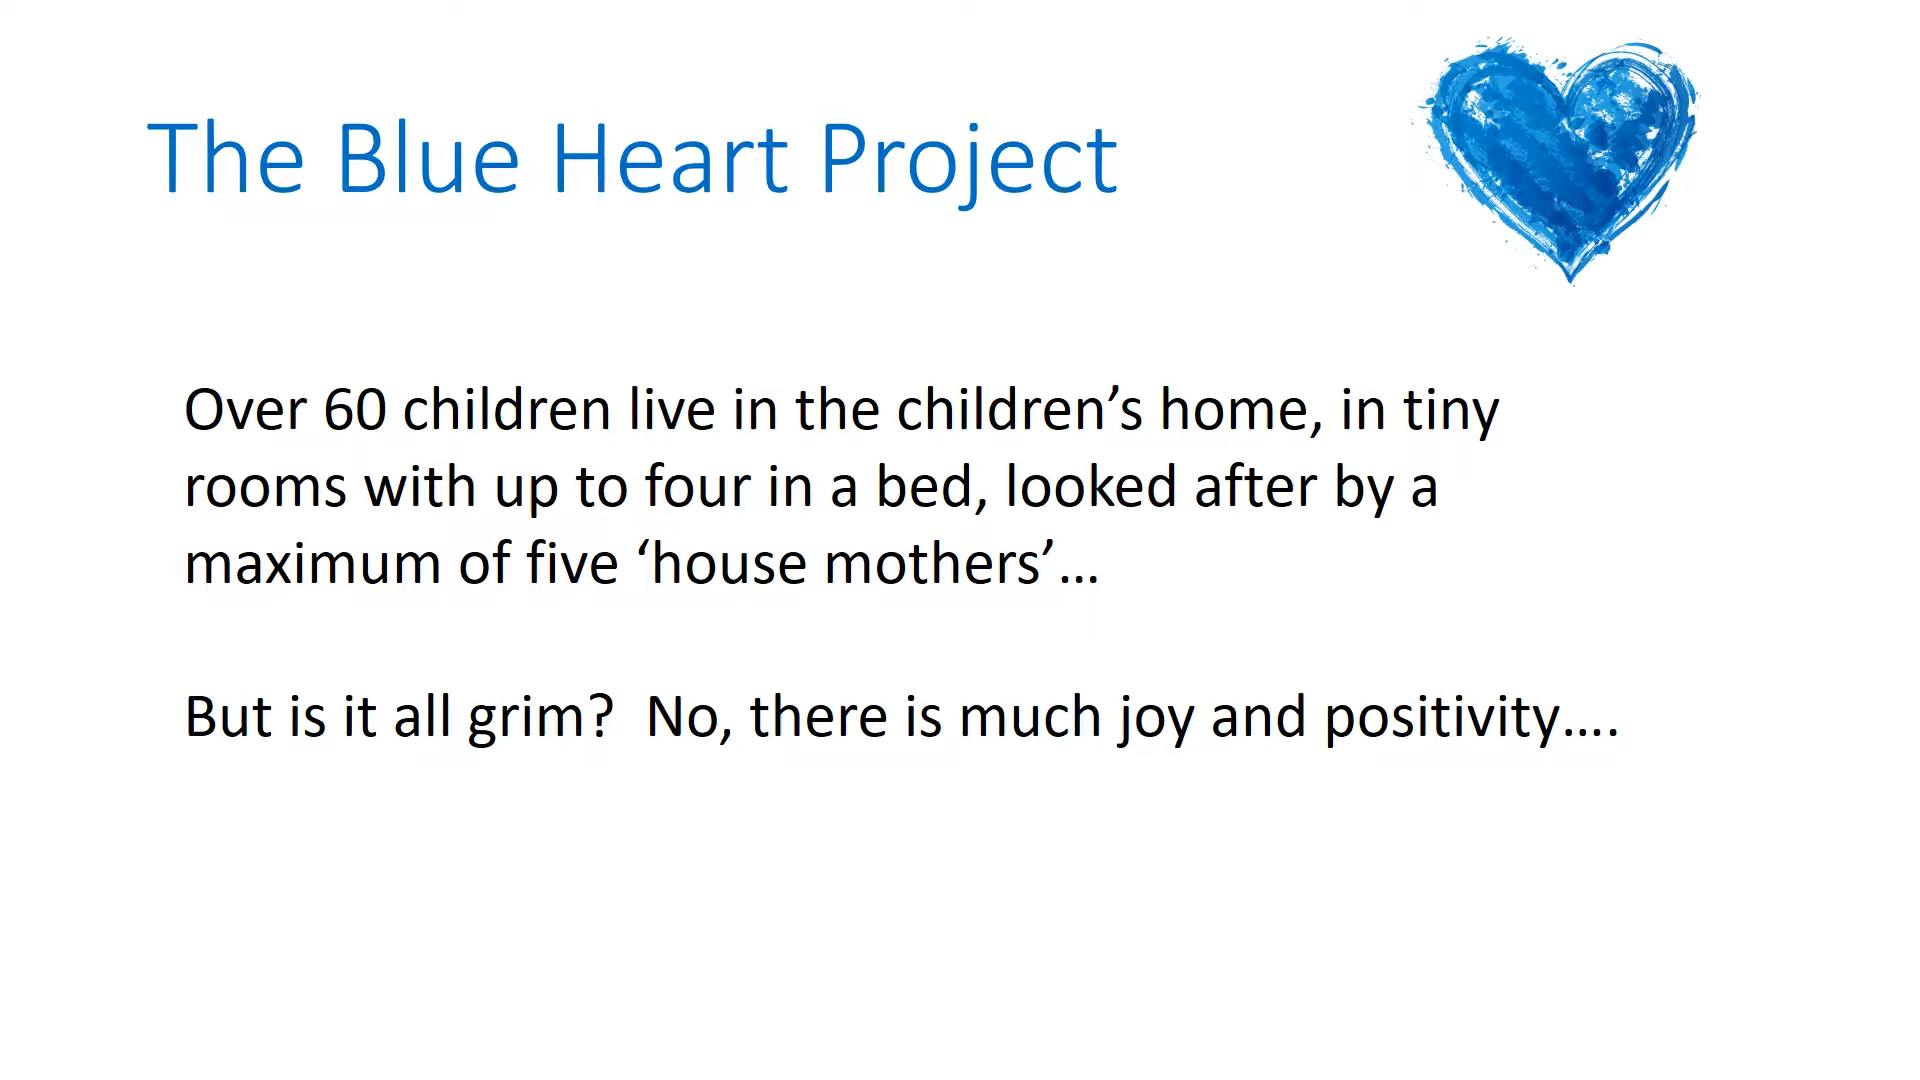 The Blue Heart Project
Over 60 children live in the children’s home, in tiny
rooms with up to four in a bed, looked after by a
maximum of five ‘house mothers’…
But is it all grim?  No, there is much joy and positivity….